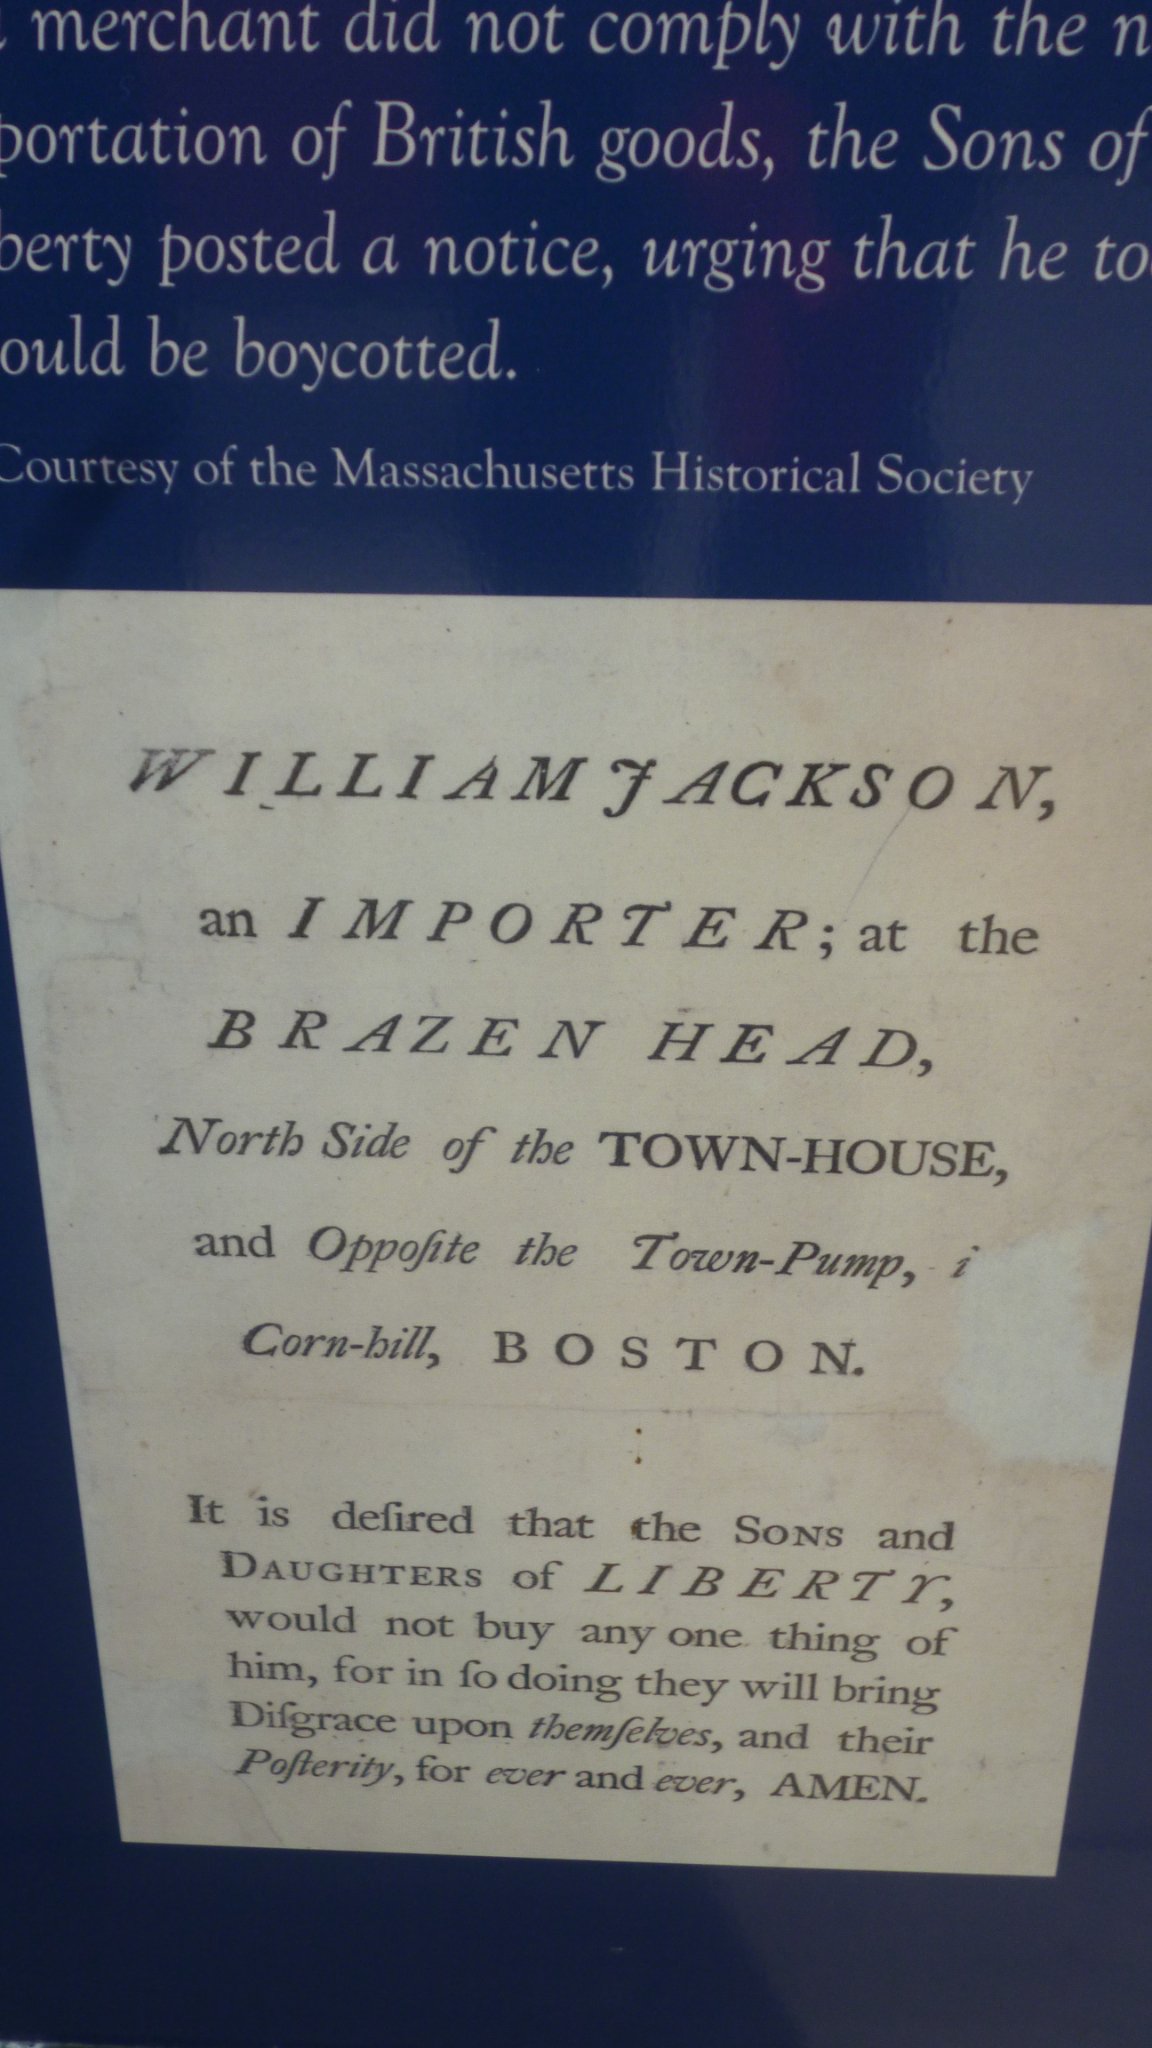 merchant did not comply with the n
portation of British goods, the Sons of
berty posted a notice, urging that he to
ould be boycotted.
Courtesy of the Massachusetts Historical Society
WILLIAM JACKSON,
an IMPORTER; at the
BRAZEN HEAD,
North Side of the TOWN-HOUSE,
and Oppoſite the Town-Pump, i
Corn-hill, BOSTON.
It is deſired that the SONS and
DAUGHTERS of LIBERTY,
would not buy any one thing of
him, for in ſo doing they will bring
Diſgrace upon themſelves, and their
Poſterity, for ever and ever, AMEN.